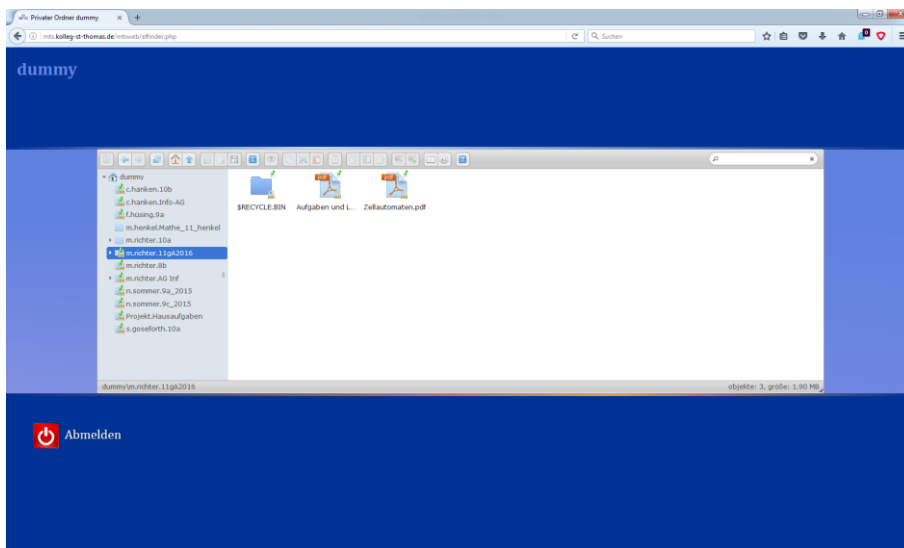 Privater Ordner dummy
mts.kolleg-st-thomas.de/mtsweb/elfinder.php
Suchen
dummy
dummy
c.hanken.10b
c.hanken.Info-AG
f.hüsing.9a
m.henkel.Mathe_11_henkel
m.richter.10a
m.richter.11gA2016
m.richter.8b
m.richter.AG Inf
n.sommer.9a_2015
n.sommer.9c_2015
Projekt.Hausaufgaben
s.goseforth.10a
$RECYCLE.BIN
Aufgaben und L...
Zellautomaten.pdf
dummy\m.richter.11gA2016
objekte: 3, größe: 1.90 MB
Abmelden